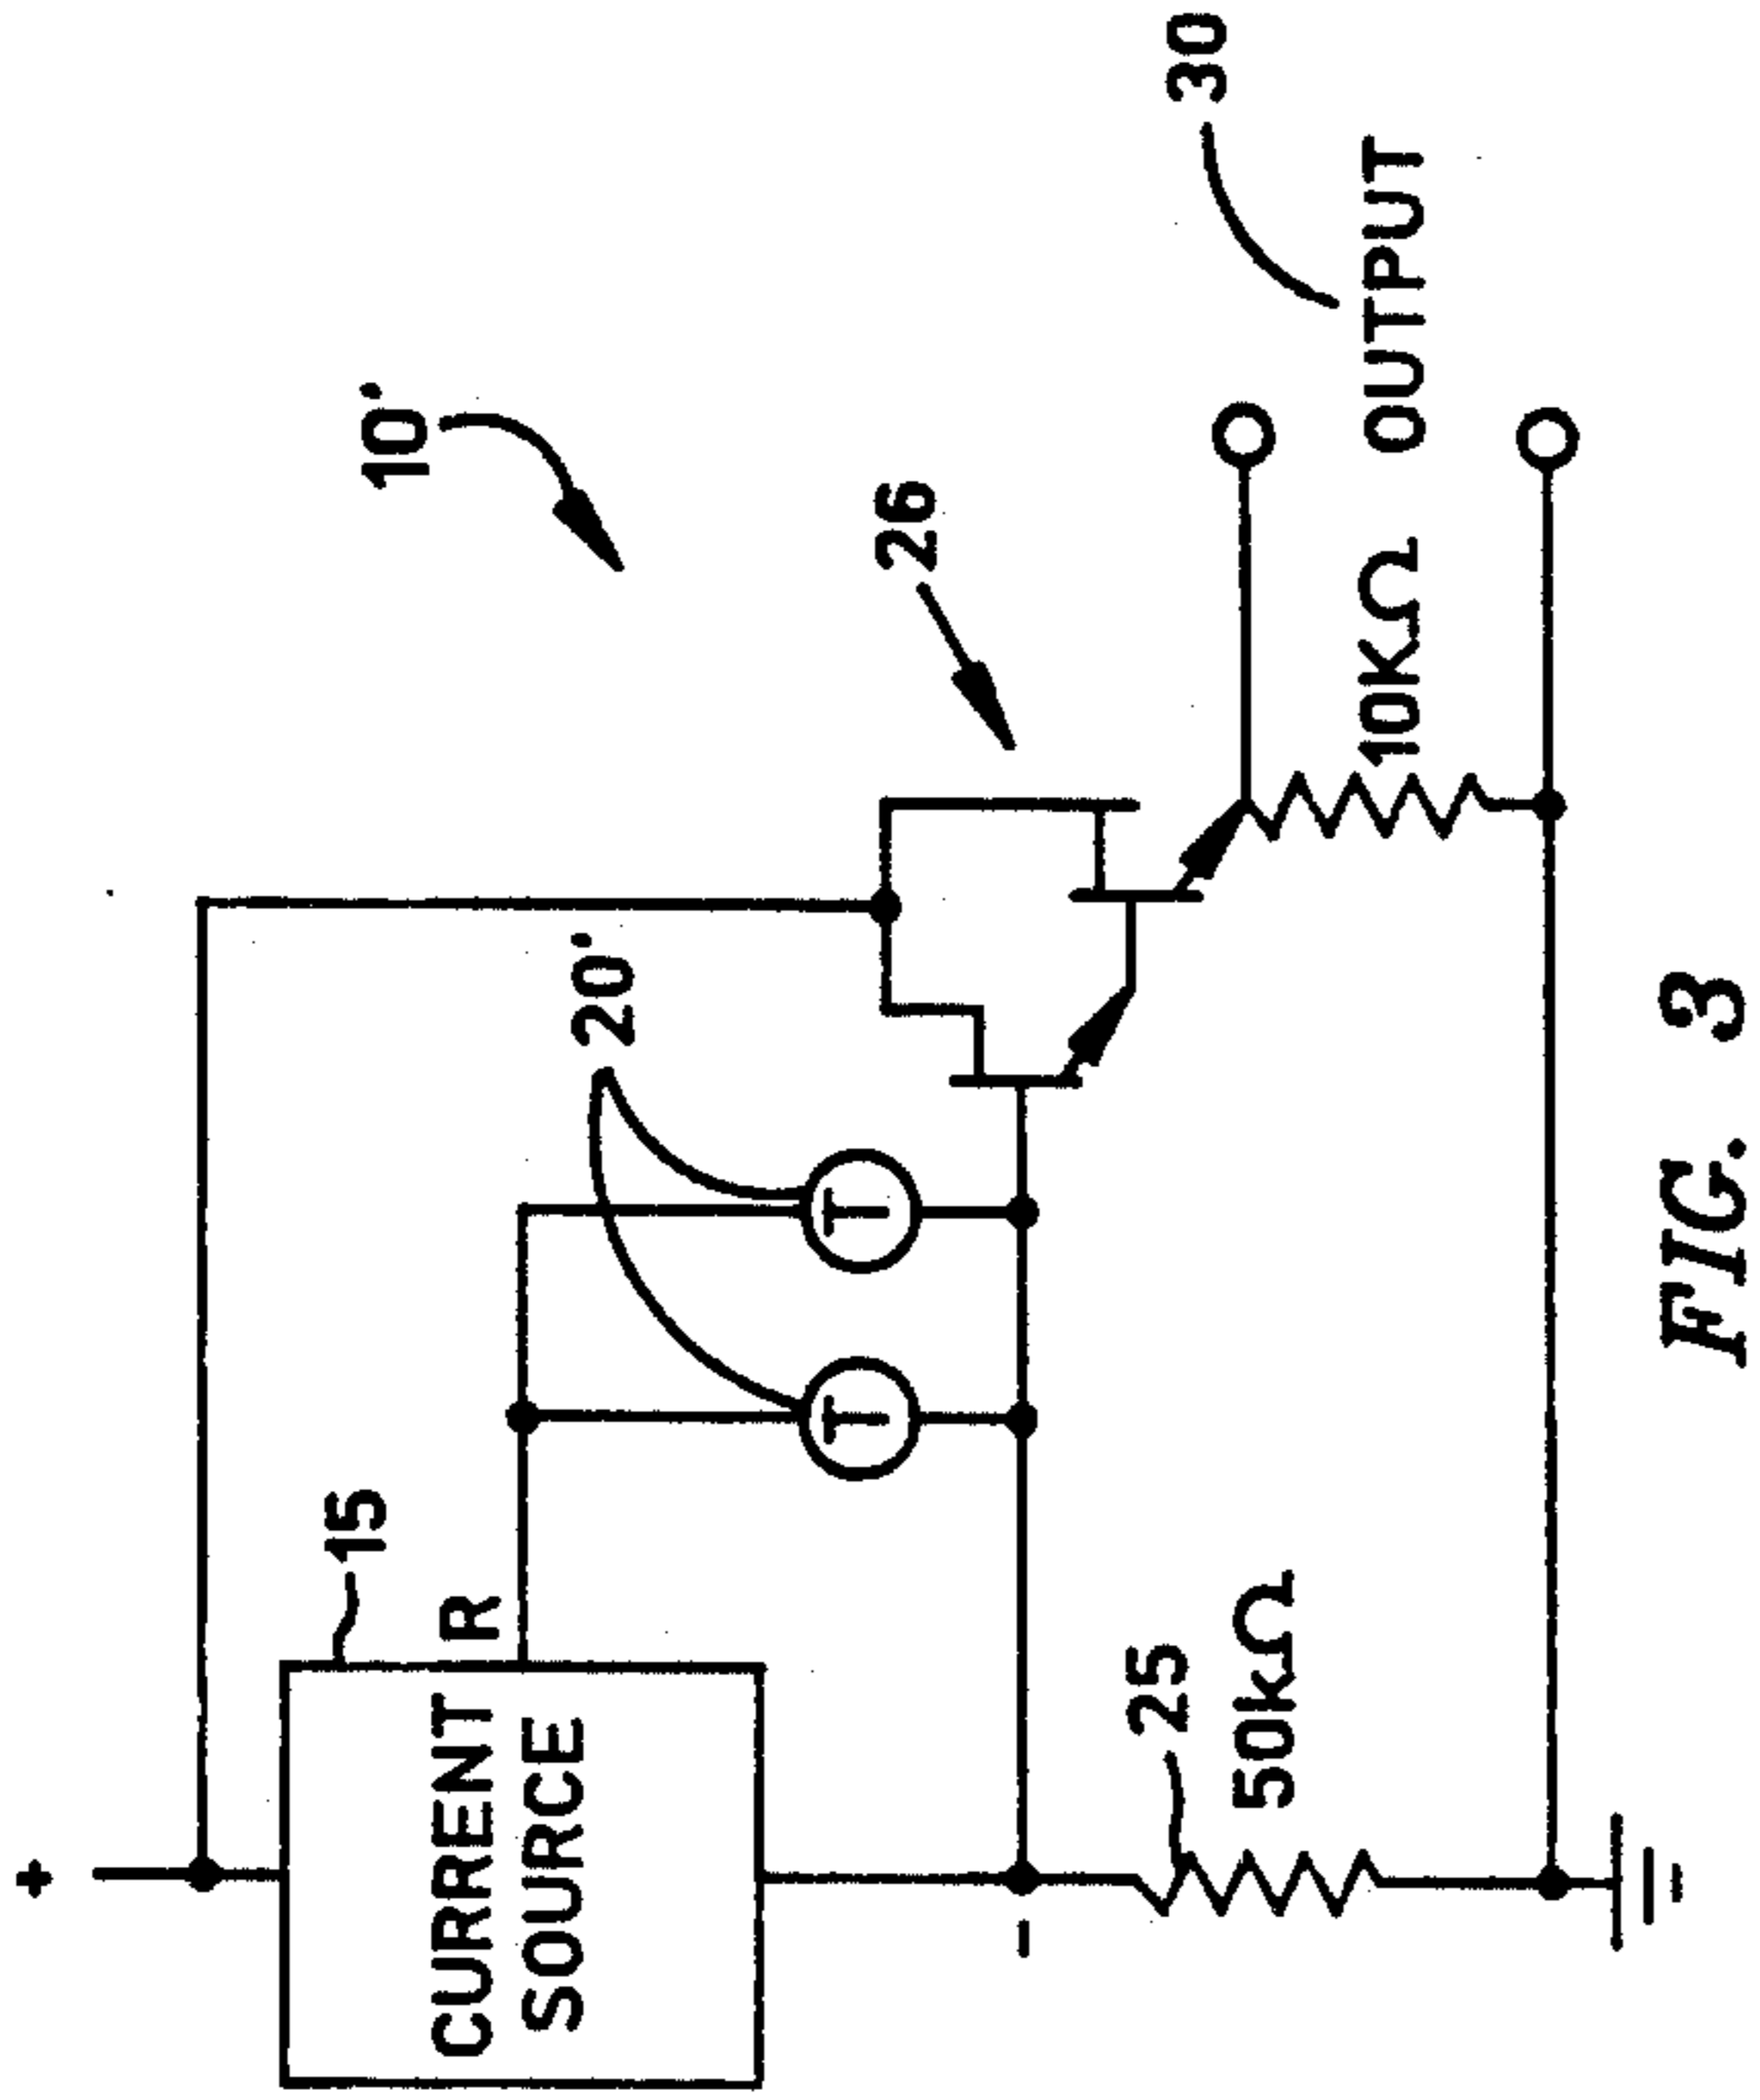 +
10'
15
CURRENT
SOURCE
R
20'
T
T
26
-
25
50kΩ
10KΩ
OUTPUT
30
FIG. 3